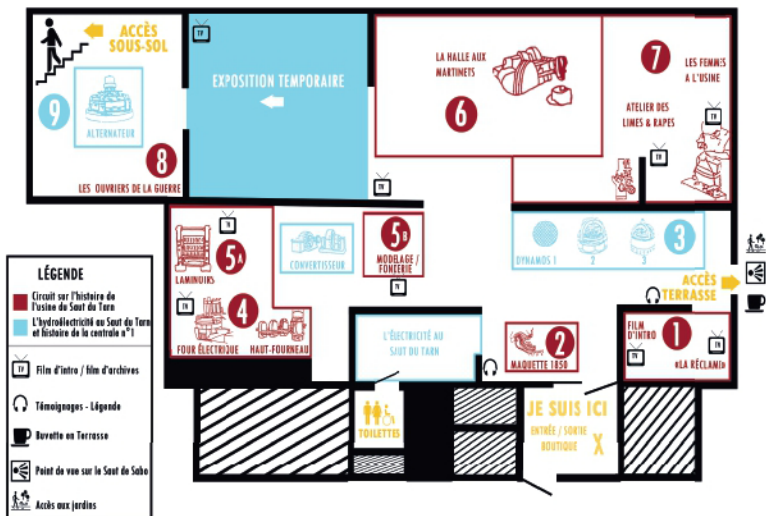 ACCÈS
SOUS-SOL
TV
EXPOSITION TEMPORAIRE
9
ALTERNATEUR
8
LES OUVRIERS DE LA GUERRE
LA HALLE AUX
MARTINETS
6
7
LES FEMMES
A L'USINE
ATELIER DES
LIMES & RAPES
TV
TV
TV
TV
5A
LAMINOIRS
CONVERTISSEUR
5B
MODELAGE /
FONCERIE
TV
DYNAMOS 1
2
3
3
ACCÈS
TERRASSE
4
FOUR ÉLECTRIQUE
HAUT-FOURNEAU
L'ÉLECTRICITÉ AU
SAUT DU TARN
2
MAQUETTE 1850
FILM
D'INTRO
1
TV
TV
«LA RÉCLAME»
TOILETTES
JE SUIS ICI
ENTRÉE / SORTIE
BOUTIQUE
X
LÉGENDE
Circuit sur l'histoire de
l'usine du Saut du Tarn
L'hydroélectricité au Saut du Tarn
et histoire de la centrale n°1
TV
Film d'intro / film d'archives
Témoignages - Légende
Buvette en Terrasse
Point de vue sur le Saut de Sabo
Accès aux jardins